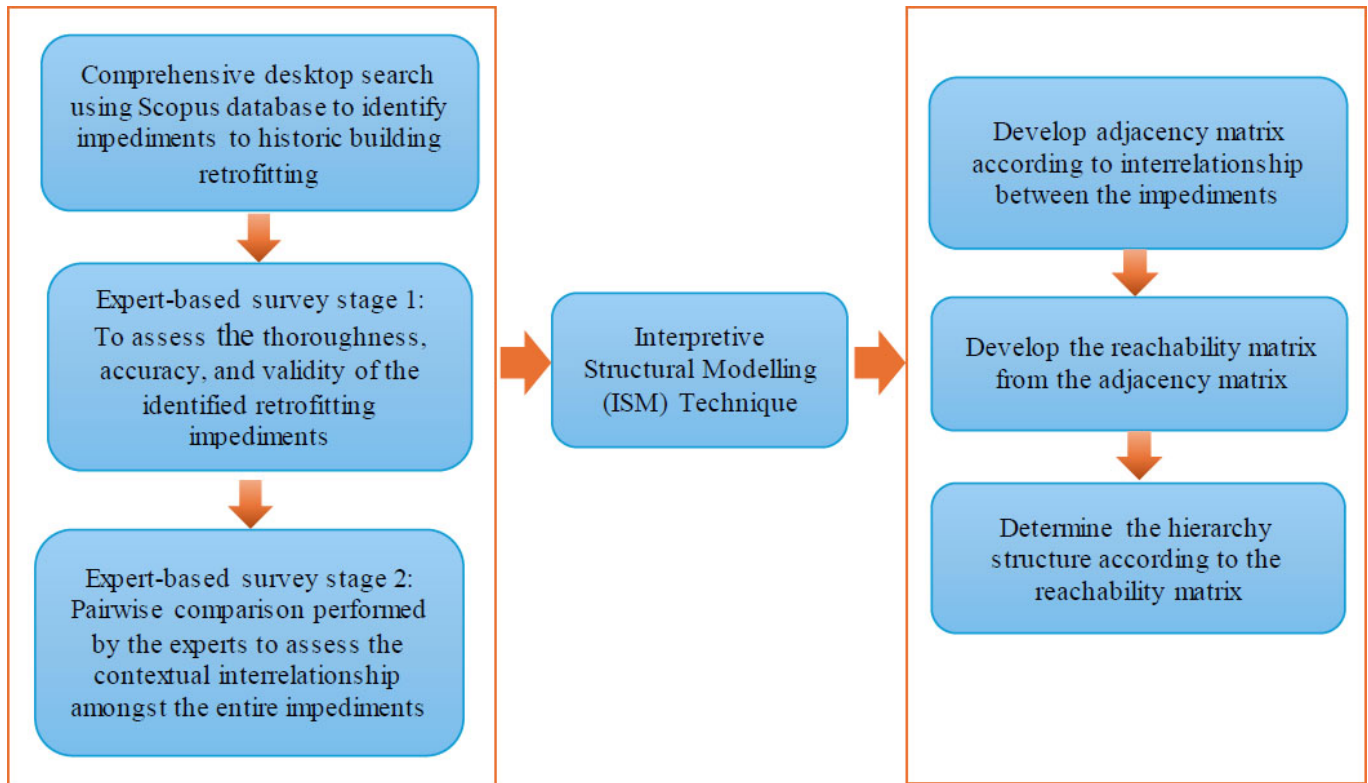 Comprehensive desktop search
using Scopus database to identify
impediments to historic building
retrofitting
Expert-based survey stage 1:
To assess the thoroughness,
accuracy, and validity of the
identified retrofitting
impediments
Expert-based survey stage 2:
Pairwise comparison performed
by the experts to assess the
contextual interrelationship
amongst the entire impediments
Interpretive
Structural Modelling
(ISM) Technique
Develop adjacency matrix
according to interrelationship
between the impediments
Develop the reachability matrix
from the adjacency matrix
Determine the hierarchy
structure according to the
reachability matrix